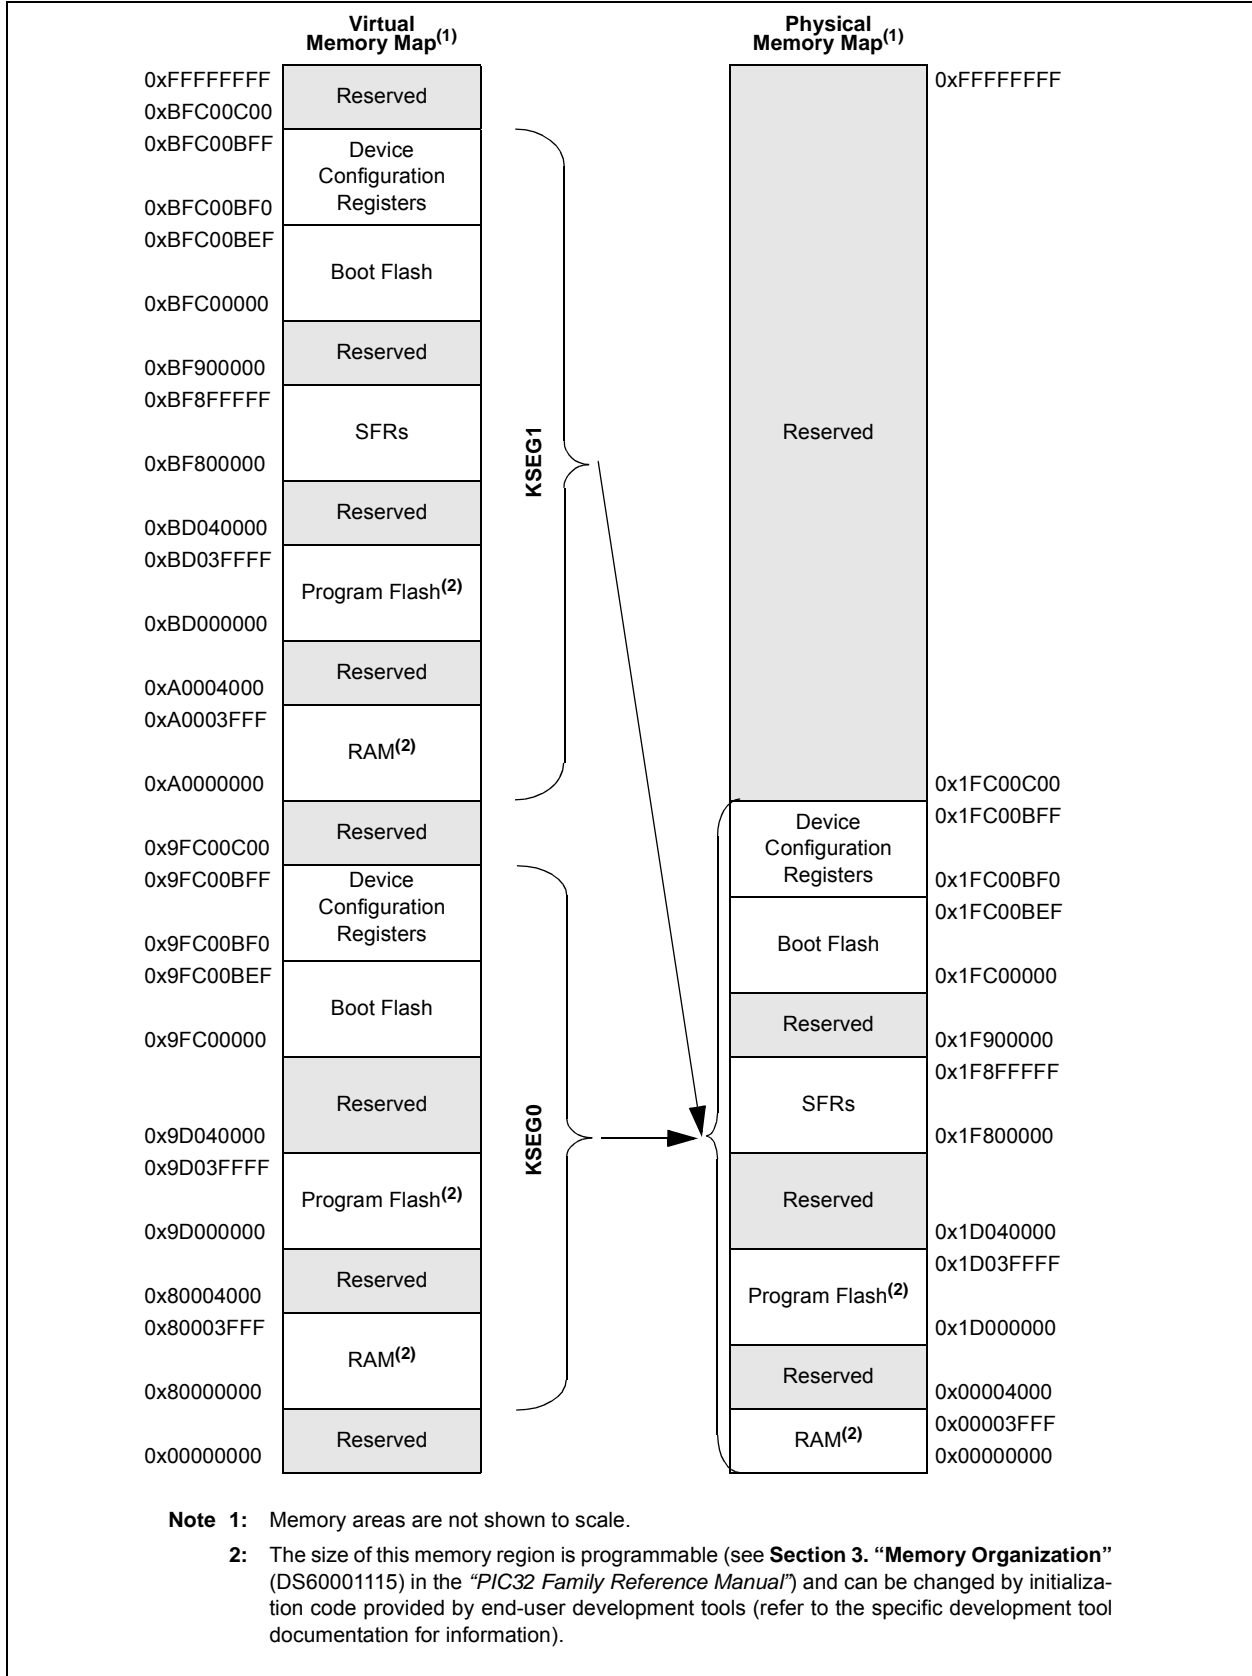 Virtual
Memory Map(1)
0xFFFFFFFF
Reserved
0xBFC00C00
0xBFC00BFF
Device
Configuration
Registers
0xBFC00BF0
0xBFC00BEF
Boot Flash
0xBFC00000
Reserved
0xBF900000
0xBF8FFFFF
SFRs
0xBF800000
Reserved
0xBD040000
0xBD03FFFF
Program Flash(2)
0xBD000000
Reserved
0xA0004000
0xA0003FFF
RAM(2)
0xA0000000
Reserved
0x9FC00C00
0x9FC00BFF
Device
Configuration
Registers
0x9FC00BF0
0x9FC00BEF
Boot Flash
0x9FC00000
Reserved
0x9D040000
0x9D03FFFF
Program Flash(2)
0x9D000000
Reserved
0x80004000
0x80003FFF
RAM(2)
0x80000000
Reserved
0x00000000
KSEG1
KSEG0
Physical
Memory Map(1)
0xFFFFFFFF
Reserved
0x1FC00C00
0x1FC00BFF
Device
Configuration
Registers
0x1FC00BF0
0x1FC00BEF
Boot Flash
0x1FC00000
Reserved
0x1F900000
0x1F8FFFFF
SFRs
0x1F800000
Reserved
0x1D040000
0x1D03FFFF
Program Flash(2)
0x1D000000
Reserved
0x00004000
0x00003FFF
RAM(2)
0x00000000
Note 1: Memory areas are not shown to scale.
2: The size of this memory region is programmable (see Section 3. “Memory Organization”
(DS60001115) in the “PIC32 Family Reference Manual”) and can be changed by initializa-
tion code provided by end-user development tools (refer to the specific development tool
documentation for information).